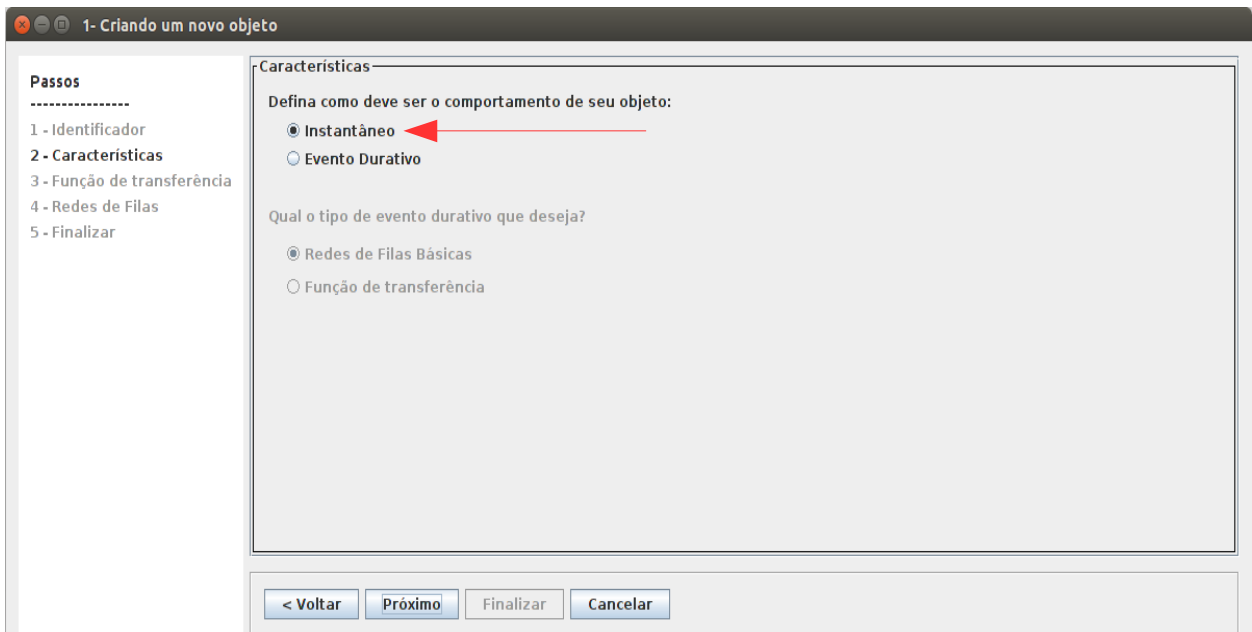 1- Criando um novo objeto
Passos
----------------
1 - Identificador
2 - Características
3 - Função de transferência
4 - Redes de Filas
5 - Finalizar
Características
Defina como deve ser o comportamento de seu objeto:
Instantâneo
Evento Durativo
Qual o tipo de evento durativo que deseja?
Redes de Filas Básicas
Função de transferência
< Voltar Próximo Finalizar Cancelar